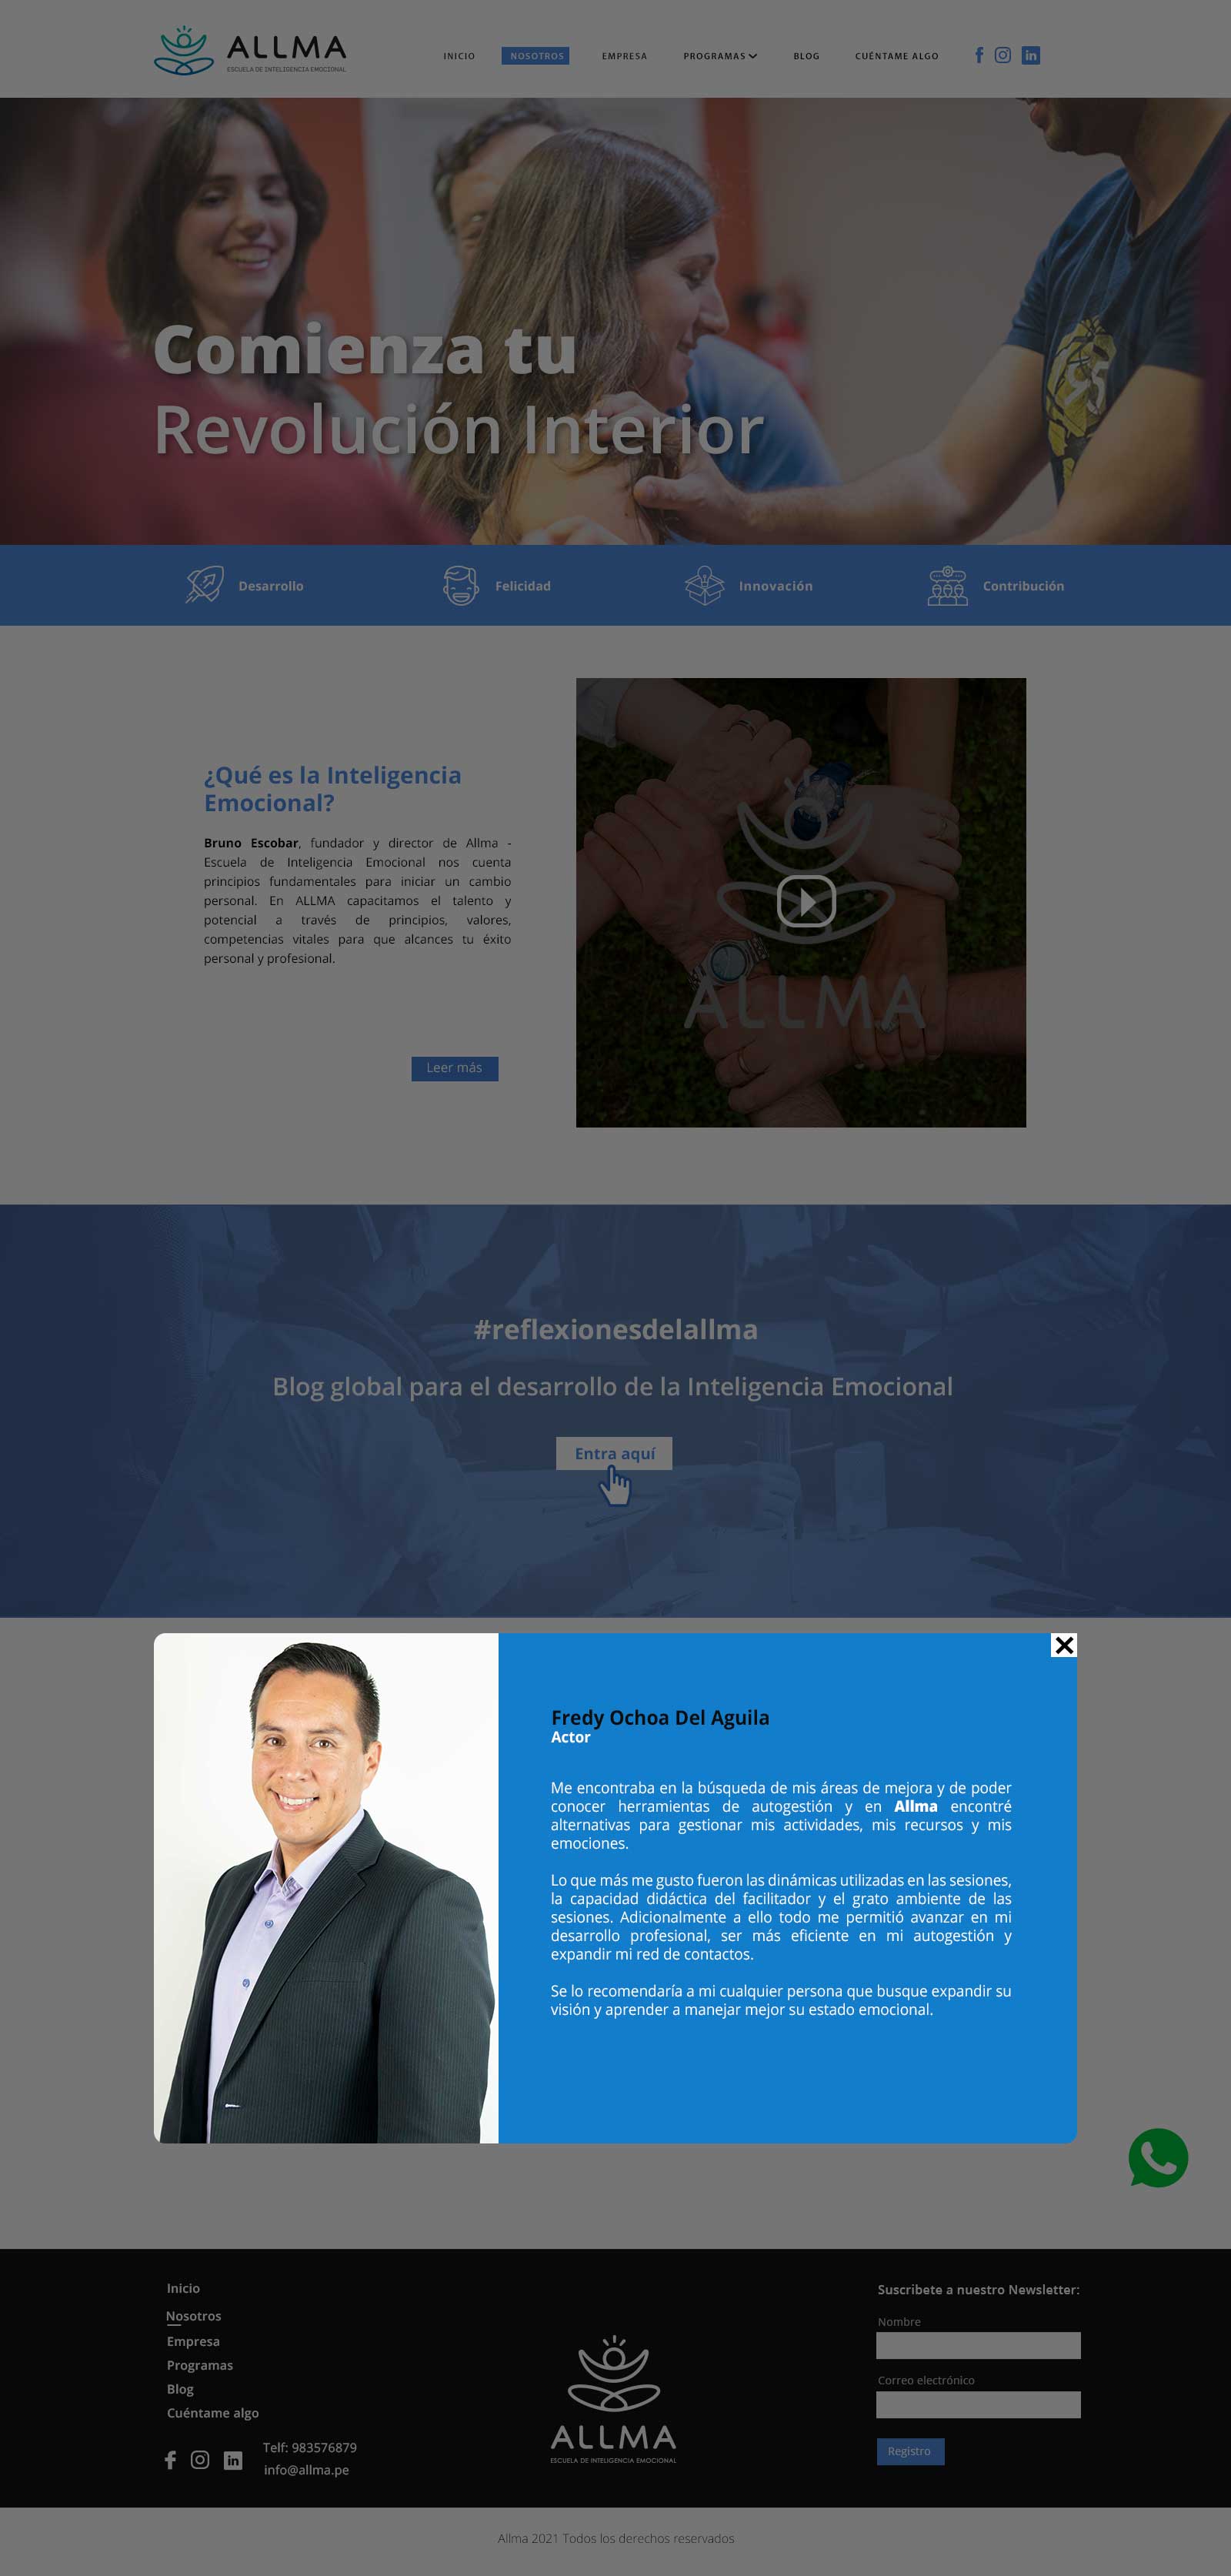 ALLMA
ESCUELA DE INTELIGENCIA EMOCIONAL
INICIO
NOSOTROS
EMPRESA
PROGRAMAS
BLOG
CUÉNTAME ALGO
Comienza tu
Revolución Interior
Desarrollo
Felicidad
Innovación
Contribución
¿Qué es la Inteligencia
Emocional?
Bruno Escobar, fundador y director de Allma -
Escuela de Inteligencia Emocional nos cuenta
principios fundamentales para iniciar un cambio
personal. En ALLMA capacitamos el talento y
potencial a través de principios, valores,
competencias vitales para que alcances tu éxito
personal y profesional.
Leer más
ALLMA
#reflexionesdelallma
Blog global para el desarrollo de la Inteligencia Emocional
Entra aquí
Fredy Ochoa Del Aguila
Actor
Me encontraba en la búsqueda de mis áreas de mejora y de poder
conocer herramientas de autogestión y en Allma encontré
alternativas para gestionar mis actividades, mis recursos y mis
emociones.
Lo que más me gusto fueron las dinámicas utilizadas en las sesiones,
la capacidad didáctica del facilitador y el grato ambiente de las
sesiones. Adicionalmente a ello todo me permitió avanzar en mi
desarrollo profesional, ser más eficiente en mi autogestión y
expandir mi red de contactos.
Se lo recomendaría a mi cualquier persona que busque expandir su
visión y aprender a manejar mejor su estado emocional.
Inicio
Nosotros
Empresa
Programas
Blog
Cuéntame algo
Telf: 983576879
info@allma.pe
ALLMA
ESCUELA DE INTELIGENCIA EMOCIONAL
Suscribete a nuestro Newsletter:
Nombre
Correo electrónico
Registro
Allma 2021 Todos los derechos reservados